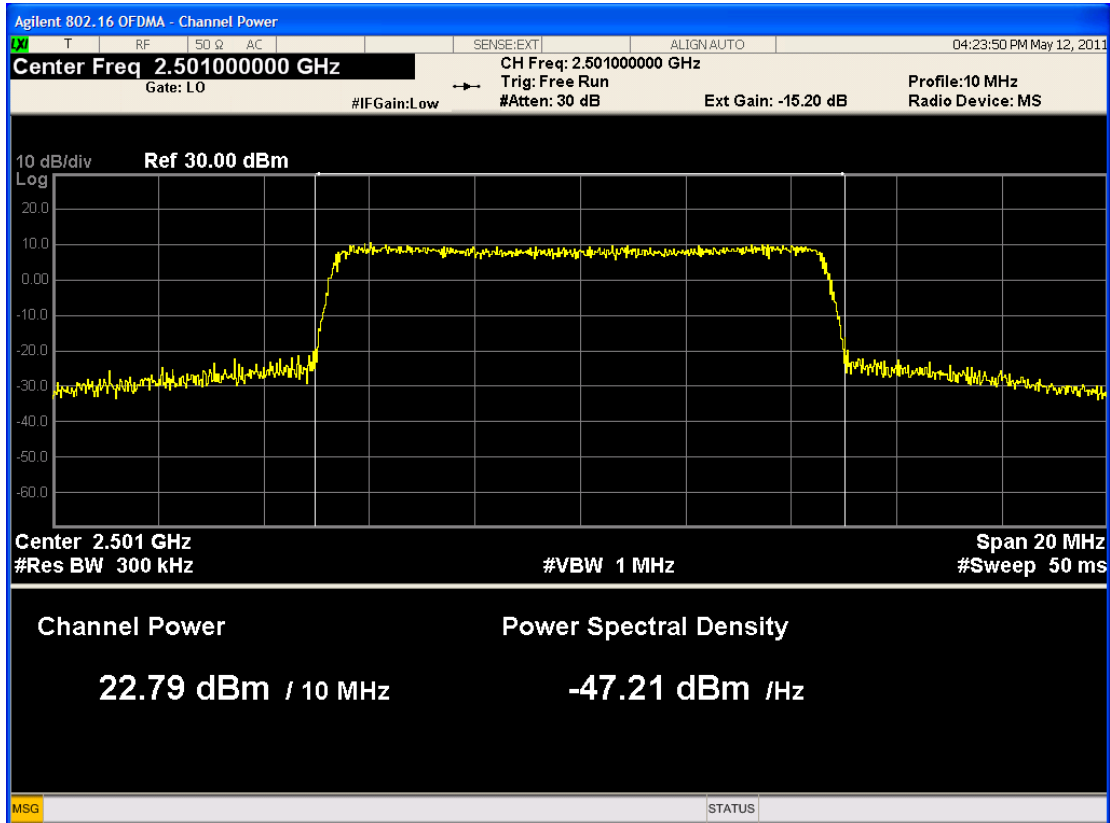 Agilent 802.16 OFDMA - Channel Power
LXI T RF 50 Ω AC SENSE:EXT ALIGNAUTO 04:23:50 PM May 12, 2011
Center Freq 2.501000000 GHz
Gate: LO
#IFGain:Low
CH Freq: 2.501000000 GHz
Trig: Free Run
#Atten: 30 dB
Ext Gain: -15.20 dB
Profile:10 MHz
Radio Device: MS
10 dB/div Ref 30.00 dBm
Log
20.0
10.0
0.00
-10.0
-20.0
-30.0
-40.0
-50.0
-60.0
Center 2.501 GHz Span 20 MHz
#Res BW 300 kHz #VBW 1 MHz #Sweep 50 ms
Channel Power Power Spectral Density
22.79 dBm / 10 MHz -47.21 dBm /Hz
MSG STATUS